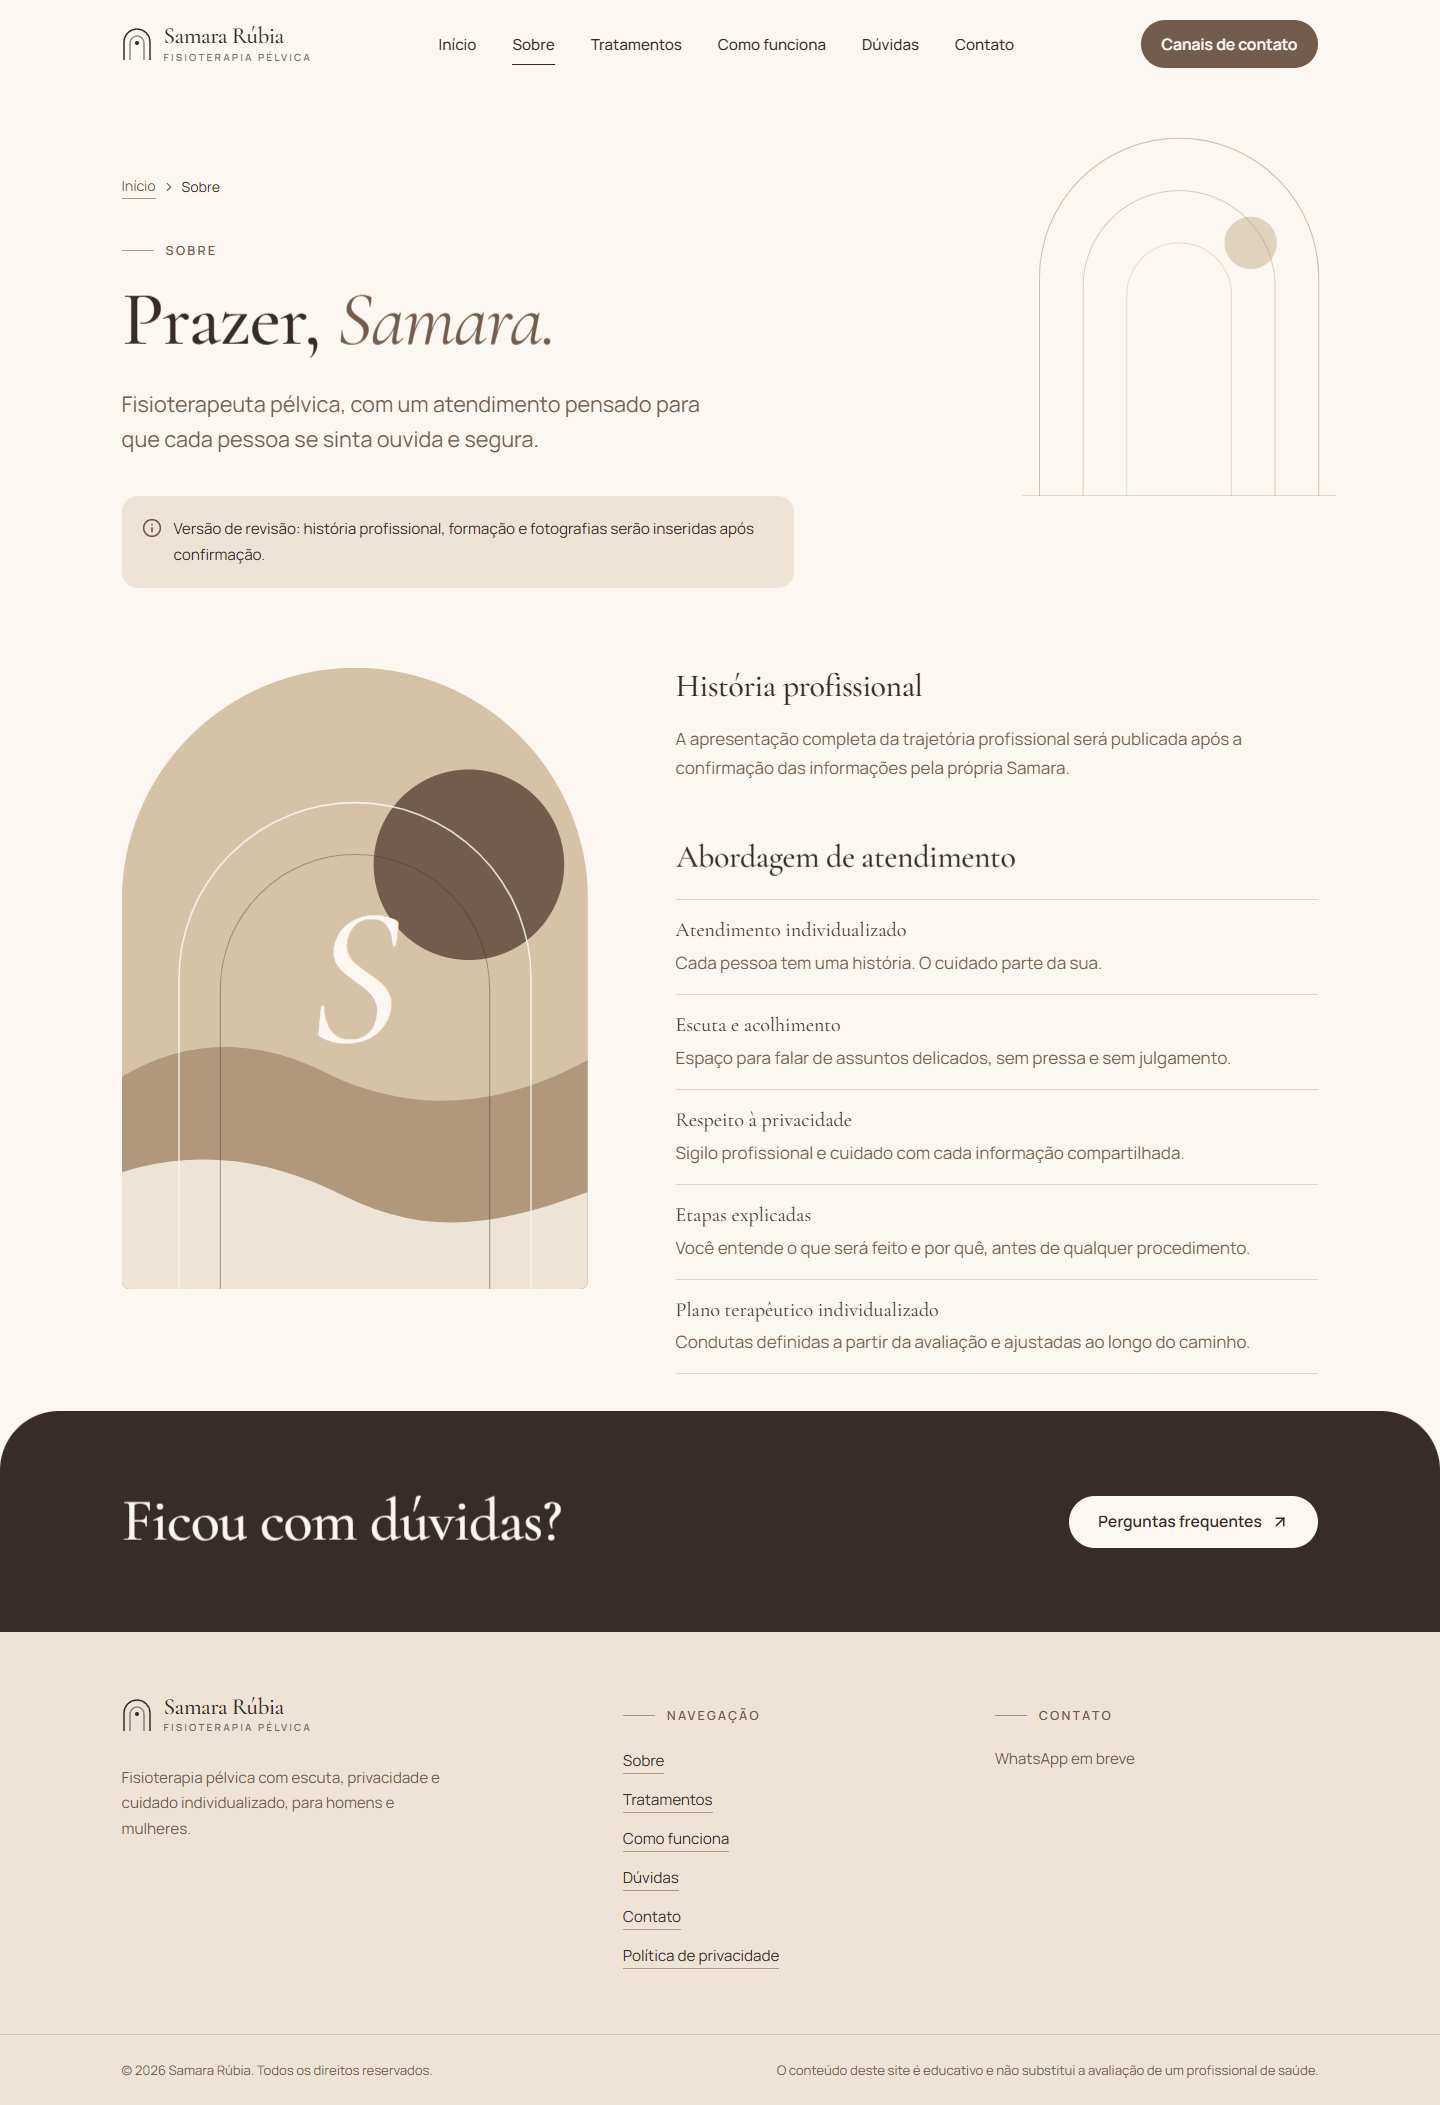 Samara Rúbia
FISIOTERAPIA PÉLVICA
Início
Sobre
Tratamentos
Como funciona
Dúvidas
Contato
Canais de contato
Início > Sobre
SOBRE
Prazer, Samara.
Fisioterapeuta pélvica, com um atendimento pensado para
que cada pessoa se sinta ouvida e segura.
Versão de revisão: história profissional, formação e fotografias serão inseridas após
confirmação.
S
História profissional
A apresentação completa da trajetória profissional será publicada após a
confirmação das informações pela própria Samara.
Abordagem de atendimento
Atendimento individualizado
Cada pessoa tem uma história. O cuidado parte da sua.
Escuta e acolhimento
Espaço para falar de assuntos delicados, sem pressa e sem julgamento.
Respeito à privacidade
Sigilo profissional e cuidado com cada informação compartilhada.
Etapas explicadas
Você entende o que será feito e por quê, antes de qualquer procedimento.
Plano terapêutico individualizado
Condutas definidas a partir da avaliação e ajustadas ao longo do caminho.
Ficou com dúvidas?
Perguntas frequentes
Samara Rúbia
FISIOTERAPIA PÉLVICA
Fisioterapia pélvica com escuta, privacidade e
cuidado individualizado, para homens e
mulheres.
NAVEGAÇÃO
Sobre
Tratamentos
Como funciona
Dúvidas
Contato
Política de privacidade
CONTATO
WhatsApp em breve
© 2026 Samara Rúbia. Todos os direitos reservados.
O conteúdo deste site é educativo e não substitui a avaliação de um profissional de saúde.